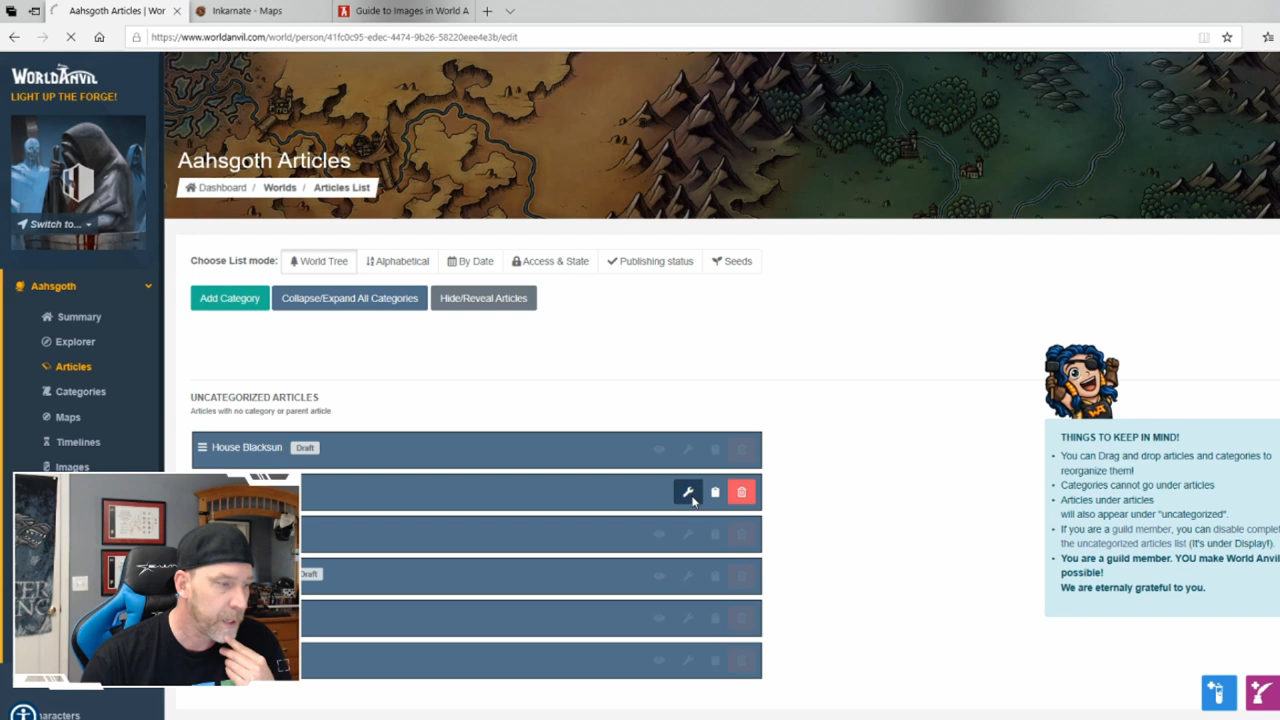 Aahsgoth Articles | Wor
Inkarnate - Maps
Guide to Images in World A
https://www.worldanvil.com/world/person/41fc0c95-edec-4474-9b26-58220eee4e3b/edit
WORLDANVIL
LIGHT UP THE FORGE!
Switch to...
Aahsgoth
Summary
Explorer
Articles
Categories
Maps
Timelines
Images
haracters
Aahsgoth Articles
Dashboard / Worlds / Articles List
Choose List mode: World Tree Alphabetical By Date Access & State Publishing status Seeds
Add Category Collapse/Expand All Categories Hide/Reveal Articles
UNCATEGORIZED ARTICLES
Articles with no category or parent article
House Blacksun Draft
Draft
THINGS TO KEEP IN MIND!
You can Drag and drop articles and categories to
reorganize them!
Categories cannot go under articles
Articles under articles
will also appear under "uncategorized".
If you are a guild member, you can disable complet
the uncategorized articles list (It's under Display!).
You are a guild member. YOU make World Anvil
possible!
We are eternaly grateful to you.